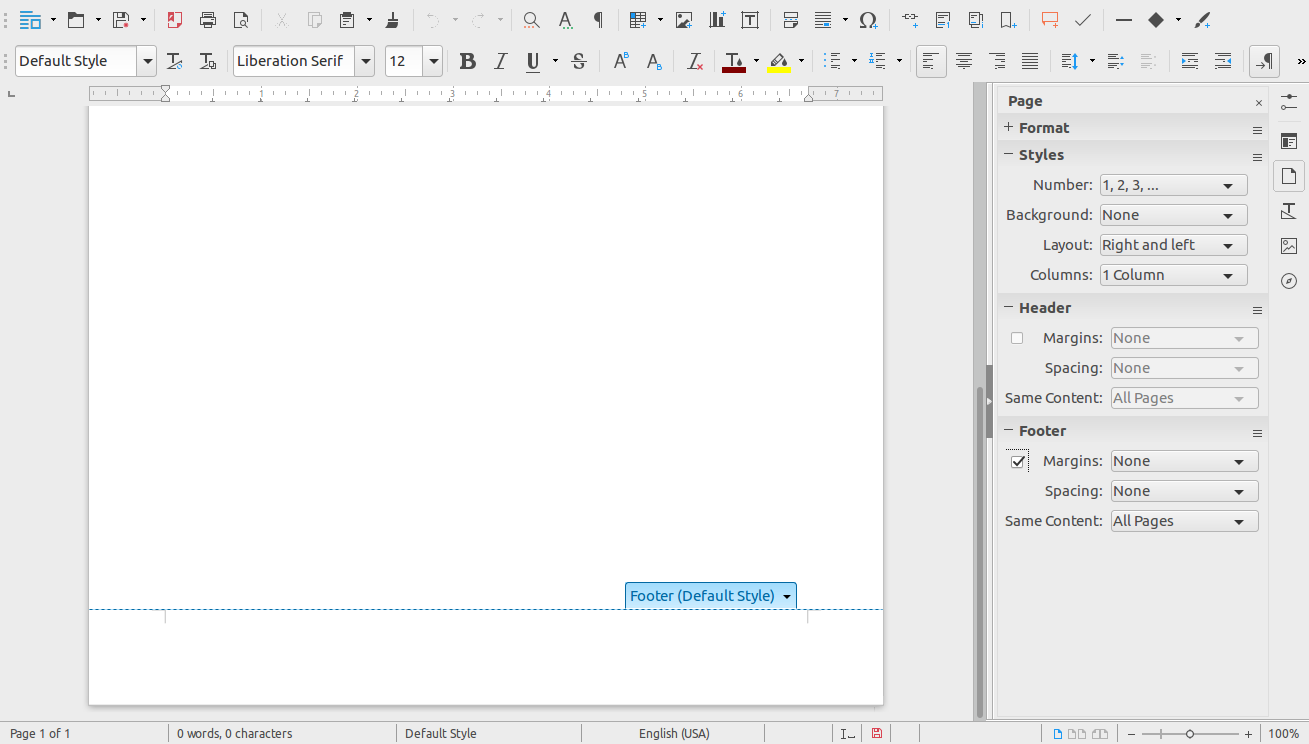 Default Style
Liberation Serif
12
1 2 3 4 5 6 7
Page
Format
Styles
Number: 1, 2, 3, ...
Background: None
Layout: Right and left
Columns: 1 Column
Header
Margins: None
Spacing: None
Same Content: All Pages
Footer
Margins: None
Spacing: None
Same Content: All Pages
Footer (Default Style)
Page 1 of 1
0 words, 0 characters
Default Style
English (USA)
100%